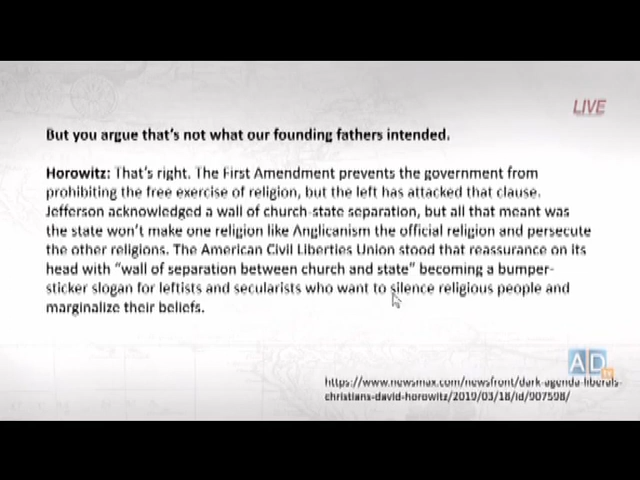 LIVE
But you argue that's not what our founding fathers intended.
Horowitz: That's right. The First Amendment prevents the government from
prohibiting the free exercise of religion, but the left has attacked that clause.
Jefferson acknowledged a wall of church-state separation, but all that meant was
the state won't make one religion like Anglicanism the official religion and persecute
the other religions. The American Civil Liberties Union stood that reassurance on its
head with “wall of separation between church and state” becoming a bumper-
sticker slogan for leftists and secularists who want to silence religious people and
marginalize their beliefs.
AD
https://www.newsmax.com/newsfront/dark-agenda-liberals-
christians-david-horowitz/2019/03/18/id/907598/